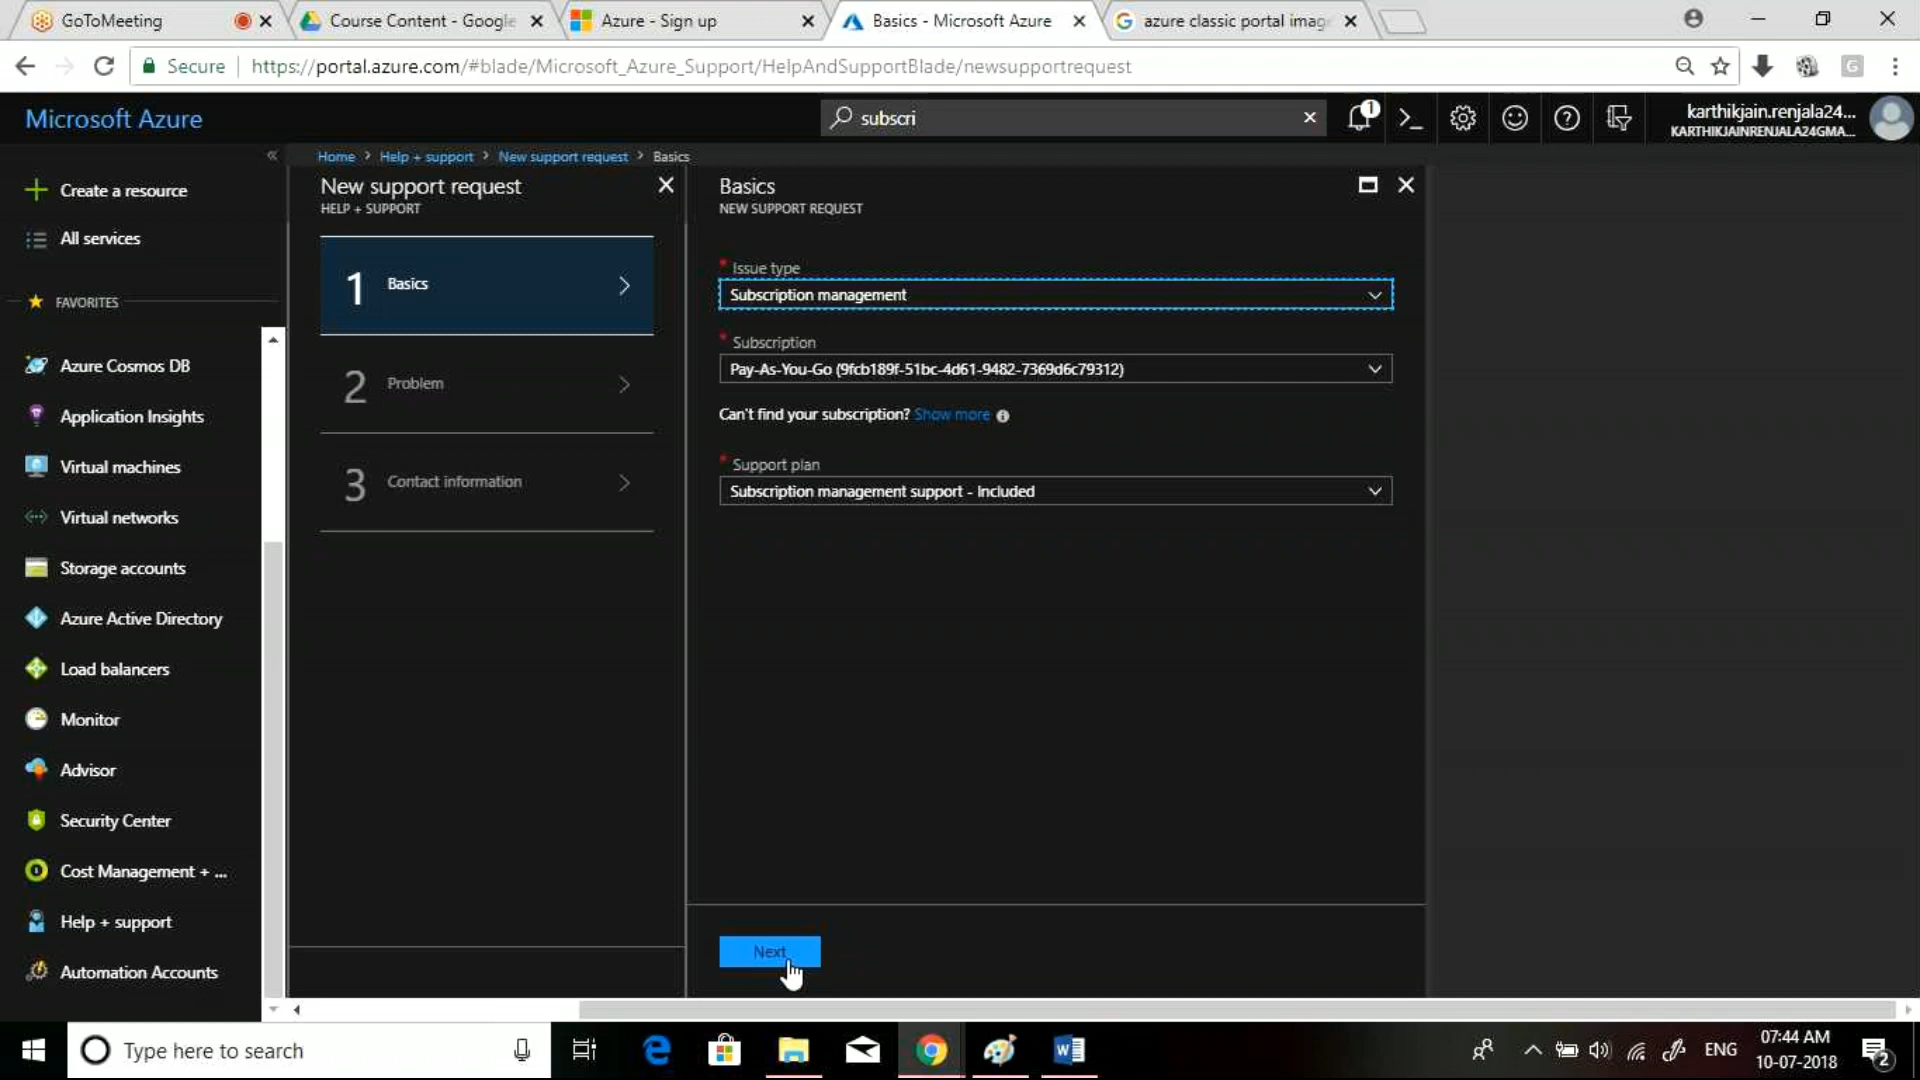 GoToMeeting
Course Content - Google
Azure - Sign up
Basics - Microsoft Azure
azure classic portal imag
Secure
https://portal.azure.com/#blade/Microsoft_Azure_Support/HelpAndSupportBlade/newsupportrequest
G
Microsoft Azure
subscri
1
karthikjain.renjala24...
KARTHIKJAINRENJALA24GMA...
Home > Help + support > New support request > Basics
Create a resource
All services
FAVORITES
Azure Cosmos DB
Application Insights
Virtual machines
Virtual networks
Storage accounts
Azure Active Directory
Load balancers
Monitor
Advisor
Security Center
Cost Management + ...
Help + support
Automation Accounts
New support request
HELP + SUPPORT
1 Basics
2 Problem
3 Contact information
Basics
NEW SUPPORT REQUEST
* Issue type
Subscription management
* Subscription
Pay-As-You-Go (9fcb189f-51bc-4d61-9482-7369d6c79312)
Can't find your subscription? Show more
* Support plan
Subscription management support - Included
Next
Type here to search
ENG
07:44 AM
10-07-2018
2